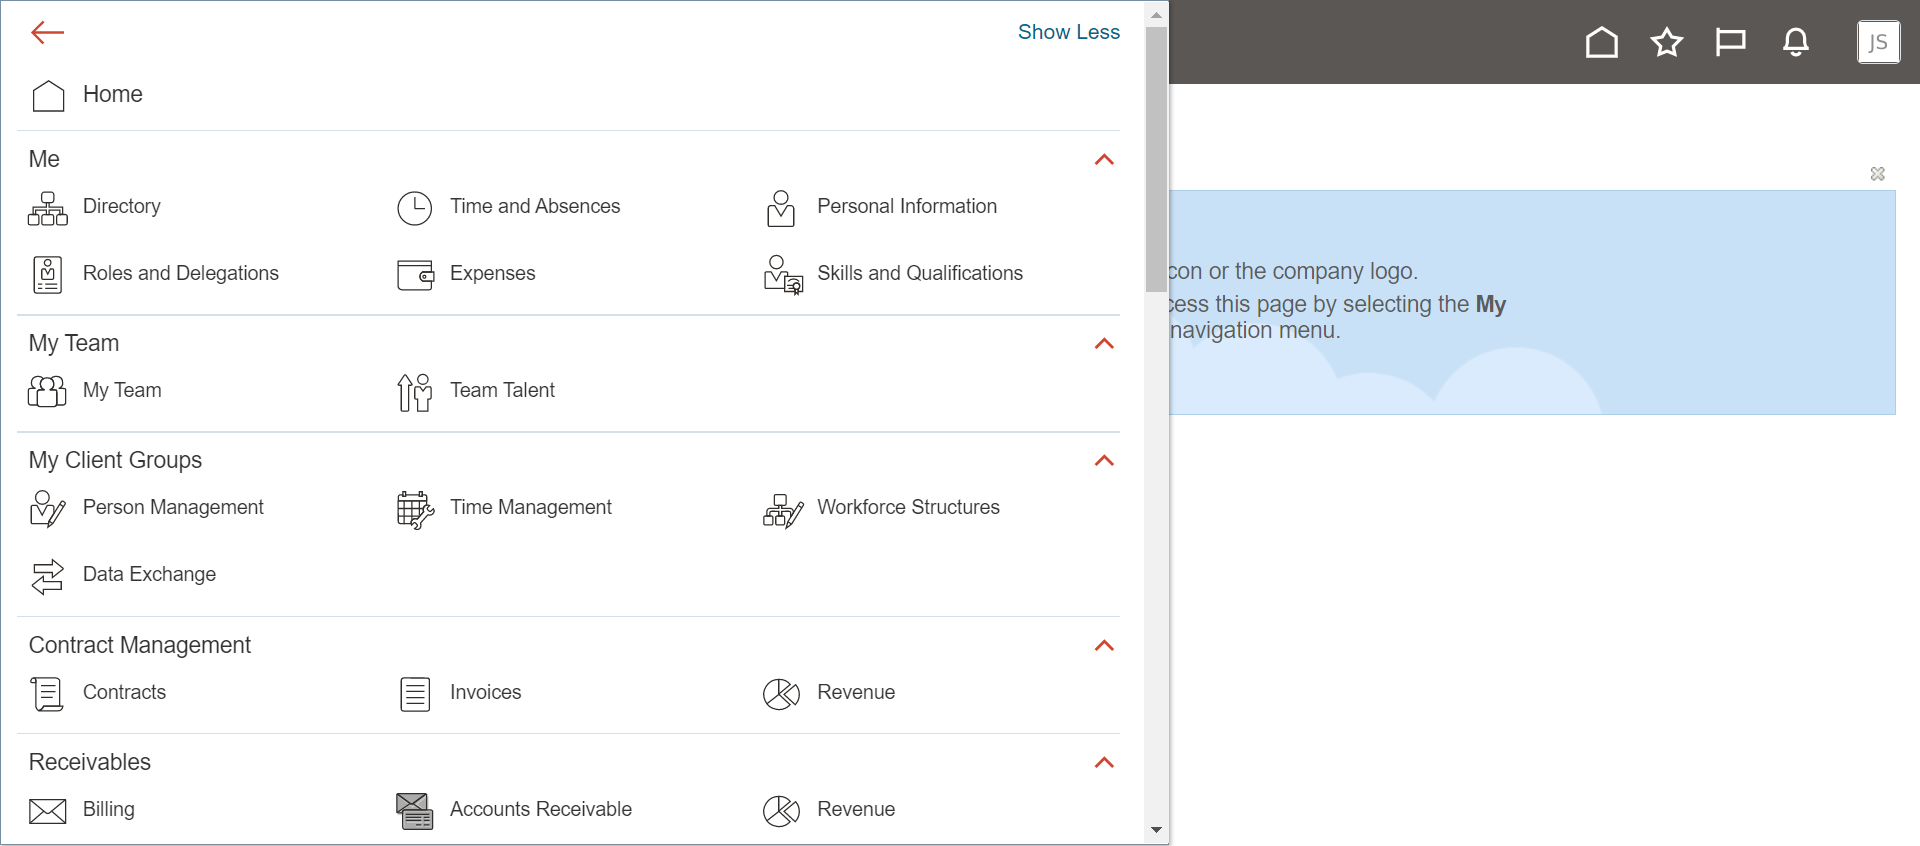 Show Less
JS
Home
Me
Directory
Time and Absences
Personal Information
Roles and Delegations
Expenses
Skills and Qualifications
con or the company logo.
cess this page by selecting the My
navigation menu.
My Team
My Team
Team Talent
My Client Groups
Person Management
Time Management
Workforce Structures
Data Exchange
Contract Management
Contracts
Invoices
Revenue
Receivables
Billing
Accounts Receivable
Revenue